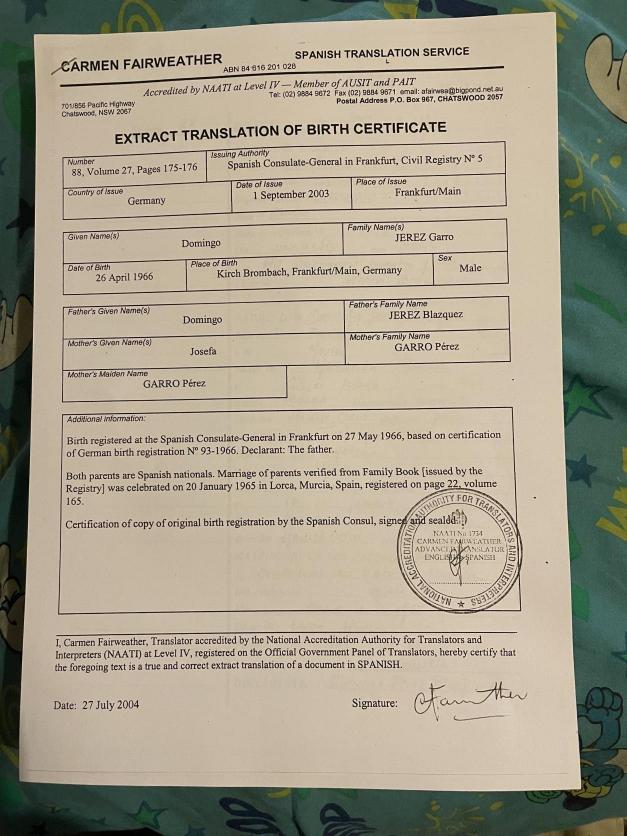 CARMEN FAIRWEATHER
SPANISH TRANSLATION SERVICE
ABN 84 616 201 028
Accredited by NAATI at Level IV — Member of AUSIT and PAIT
701/856 Pacific Highway
Chatswood, NSW 2067
Tel: (02) 9884 9672 Fax (02) 9884 9671 email: afairwea@bigpond.net.au
Postal Address P.O. Box 967, CHATSWOOD 2057
EXTRACT TRANSLATION OF BIRTH CERTIFICATE
Number
88, Volume 27, Pages 175-176
Issuing Authority
Spanish Consulate-General in Frankfurt, Civil Registry Nº 5
Country of Issue
Germany
Date of Issue
1 September 2003
Place of Issue
Frankfurt/Main
Given Name(s)
Domingo
Family Name(s)
JEREZ Garro
Date of Birth
26 April 1966
Place of Birth
Kirch Brombach, Frankfurt/Main, Germany
Sex
Male
Father's Given Name(s)
Domingo
Father's Family Name
JEREZ Blazquez
Mother's Given Name(s)
Josefa
Mother's Family Name
GARRO Pérez
Mother's Maiden Name
GARRO Pérez
Additional Information:
Birth registered at the Spanish Consulate-General in Frankfurt on 27 May 1966, based on certification
of German birth registration Nº 93-1966. Declarant: The father.
Both parents are Spanish nationals. Marriage of parents verified from Family Book [issued by the
Registry] was celebrated on 20 January 1965 in Lorca, Murcia, Spain, registered on page 22, volume
165.
Certification of copy of original birth registration by the Spanish Consul, signed and sealed.
NATIONAL ACCREDITATION AUTHORITY FOR TRANSLATORS AND INTERPRETERS
NAATI No 1734
CARMEN FAIRWEATHER
ADVANCED TRANSLATOR
ENGLISH SPANISH
I, Carmen Fairweather, Translator accredited by the National Accreditation Authority for Translators and
Interpreters (NAATI) at Level IV, registered on the Official Government Panel of Translators, hereby certify that
the foregoing text is a true and correct extract translation of a document in SPANISH.
Date: 27 July 2004
Signature: